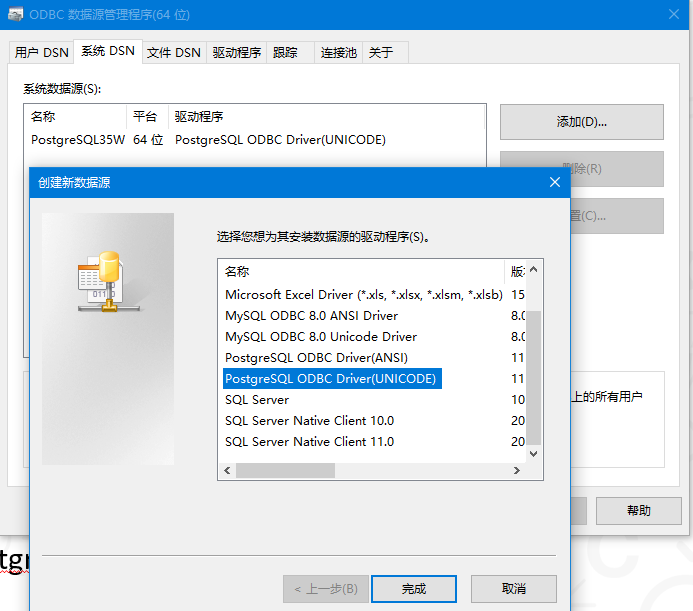 ODBC 数据源管理程序(64 位)
用户 DSN 系统 DSN 文件 DSN 驱动程序 跟踪 连接池 关于
系统数据源(S):
名称 平台 驱动程序
PostgreSQL35W 64 位 PostgreSQL ODBC Driver(UNICODE)
添加(D)...
删除(R)
置(C)...
创建新数据源
选择您想为其安装数据源的驱动程序(S)。
名称 版
Microsoft Excel Driver (*.xls, *.xlsx, *.xlsm, *.xlsb) 15
MySQL ODBC 8.0 ANSI Driver 8.0
MySQL ODBC 8.0 Unicode Driver 8.0
PostgreSQL ODBC Driver(ANSI) 11
PostgreSQL ODBC Driver(UNICODE) 11
SQL Server 10
SQL Server Native Client 10.0 20
SQL Server Native Client 11.0 20
上的所有用户
帮助
tgr
< 上一步(B) 完成 取消